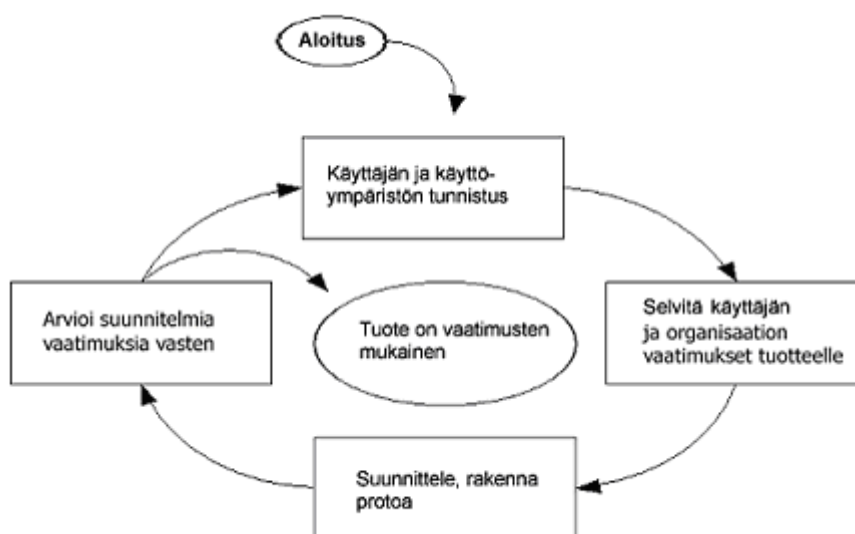 Aloitus
Käyttäjän ja käyttö-
ympäristön tunnistus
Selvitä käyttäjän
ja organisaation
vaatimukset tuotteelle
Suunnittele, rakenna
protoa
Arvioi suunnitelmia
vaatimuksia vasten
Tuote on vaatimusten
mukainen